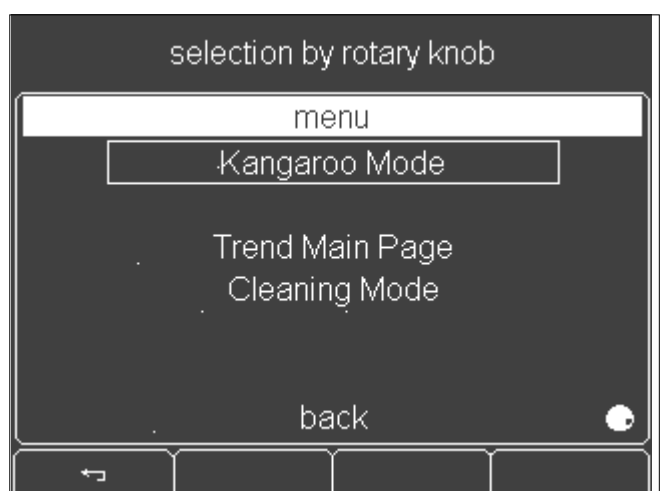 selection by rotary knob
menu
Kangaroo Mode
Trend Main Page
Cleaning Mode
back